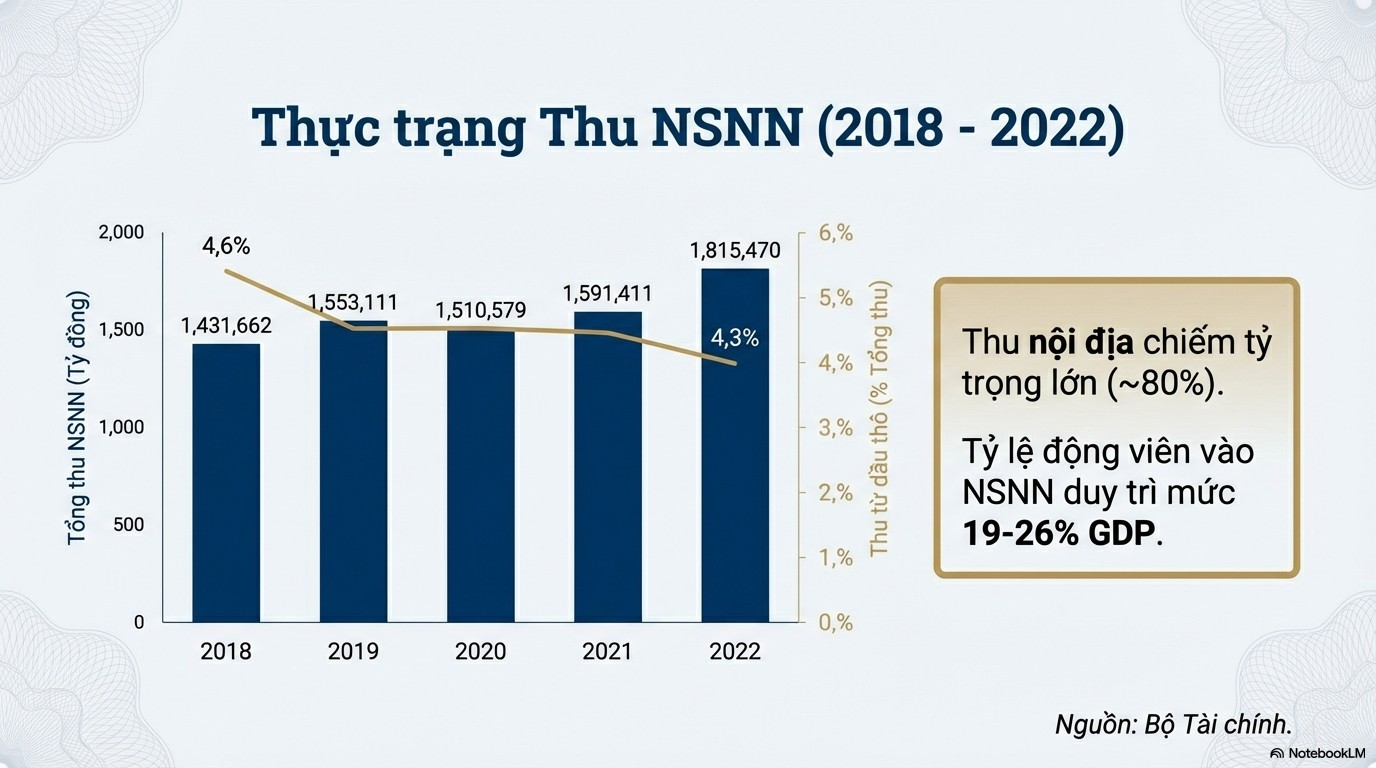 Thực trạng Thu NSNN (2018 - 2022)
Tổng thu NSNN (Tỷ đồng)
2,000
1,500
1,000
500
0
4,6%
1,431,662
1,553,111
1,510,579
1,591,411
1,815,470
4,3%
2018
2019
2020
2021
2022
6,%
5,%
4,%
3,%
2,%
1,%
0,%
Thu từ dầu thô (% Tổng thu)
Thu nội địa chiếm tỷ
trọng lớn (~80%).
Tỷ lệ động viên vào
NSNN duy trì mức
19-26% GDP.
Nguồn: Bộ Tài chính.
NotebookLM